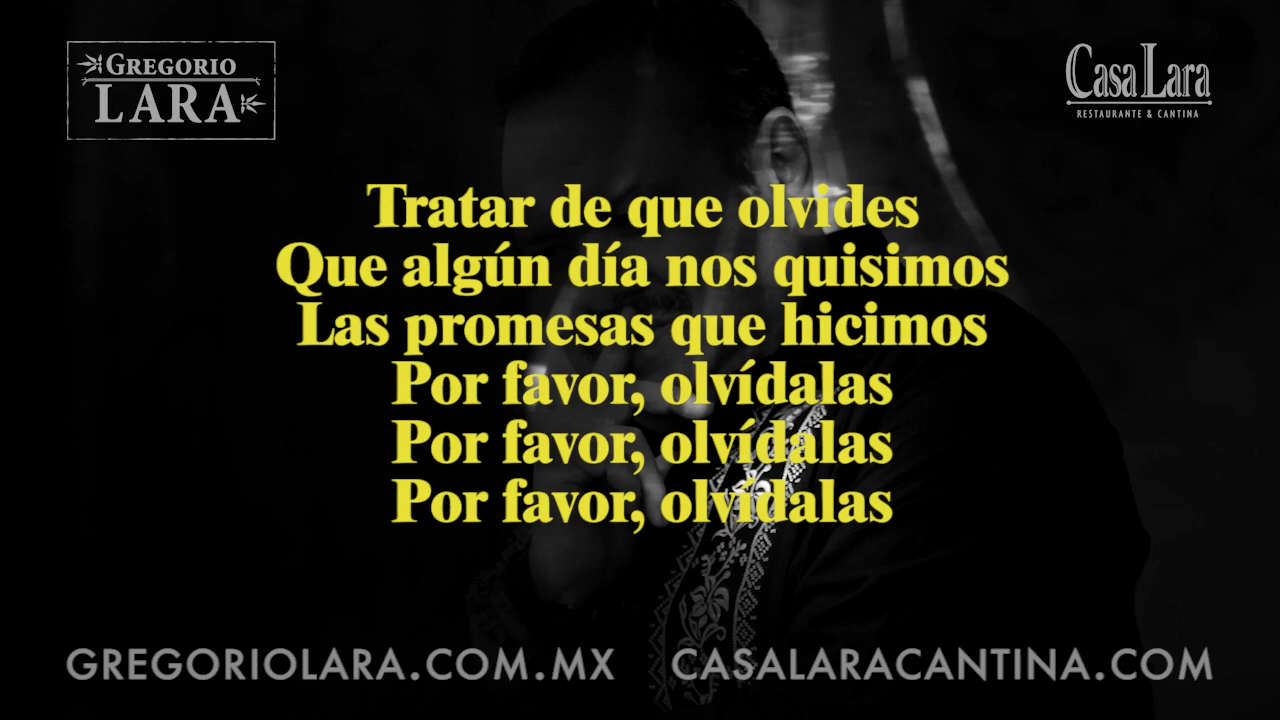 GREGORIO
LARA
Casa Lara
RESTAURANTE & CANTINA
Tratar de que olvides
Que algún día nos quisimos
Las promesas que hicimos
Por favor, olvídalas
Por favor, olvídalas
Por favor, olvídalas
GREGORIOLARA.COM.MX
CASALARACANTINA.COM